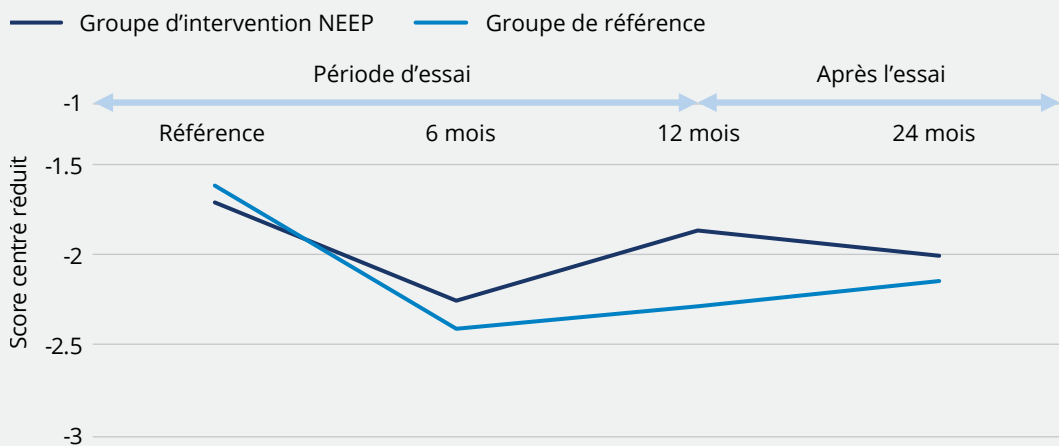 Groupe d’intervention NEEP
Groupe de référence
Période d’essai
Après l’essai
-1
Référence
6 mois
12 mois
24 mois
-1.5
-2
-2.5
-3
Score centré réduit